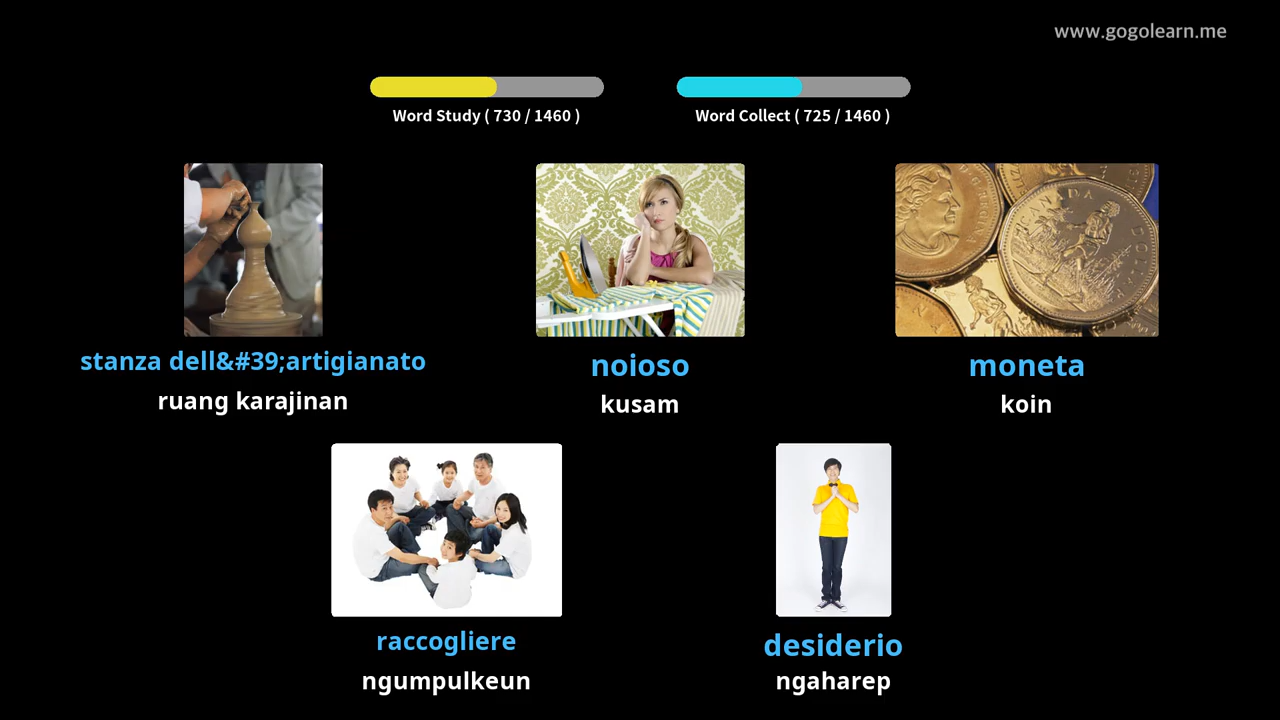 www.gogolearn.me
Word Study ( 730 / 1460 )
Word Collect ( 725 / 1460 )
stanza dell&#39;artigianato
ruang karajinan
noioso
kusam
moneta
koin
raccogliere
ngumpulkeun
desiderio
ngaharep